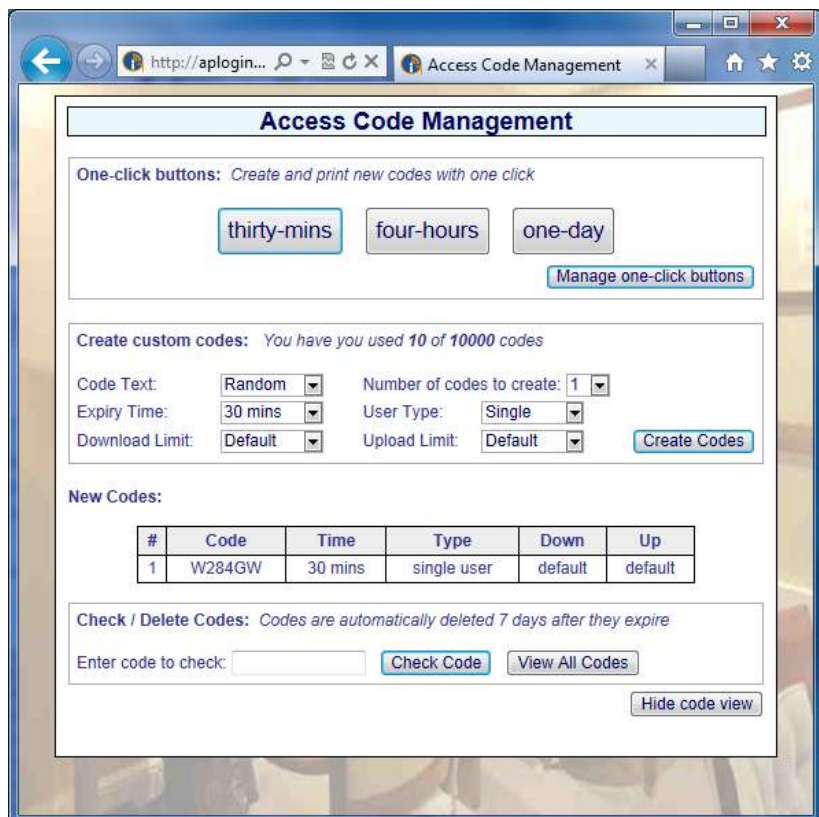 http://aplogin...
Access Code Management
Access Code Management
One-click buttons: Create and print new codes with one click
thirty-mins four-hours one-day
Manage one-click buttons
Create custom codes: You have you used 10 of 10000 codes
Code Text: Random Number of codes to create: 1
Expiry Time: 30 mins User Type: Single
Download Limit: Default Upload Limit: Default Create Codes
New Codes:
# Code Time Type Down Up
1 W284GW 30 mins single user default default
Check / Delete Codes: Codes are automatically deleted 7 days after they expire
Enter code to check: Check Code View All Codes
Hide code view